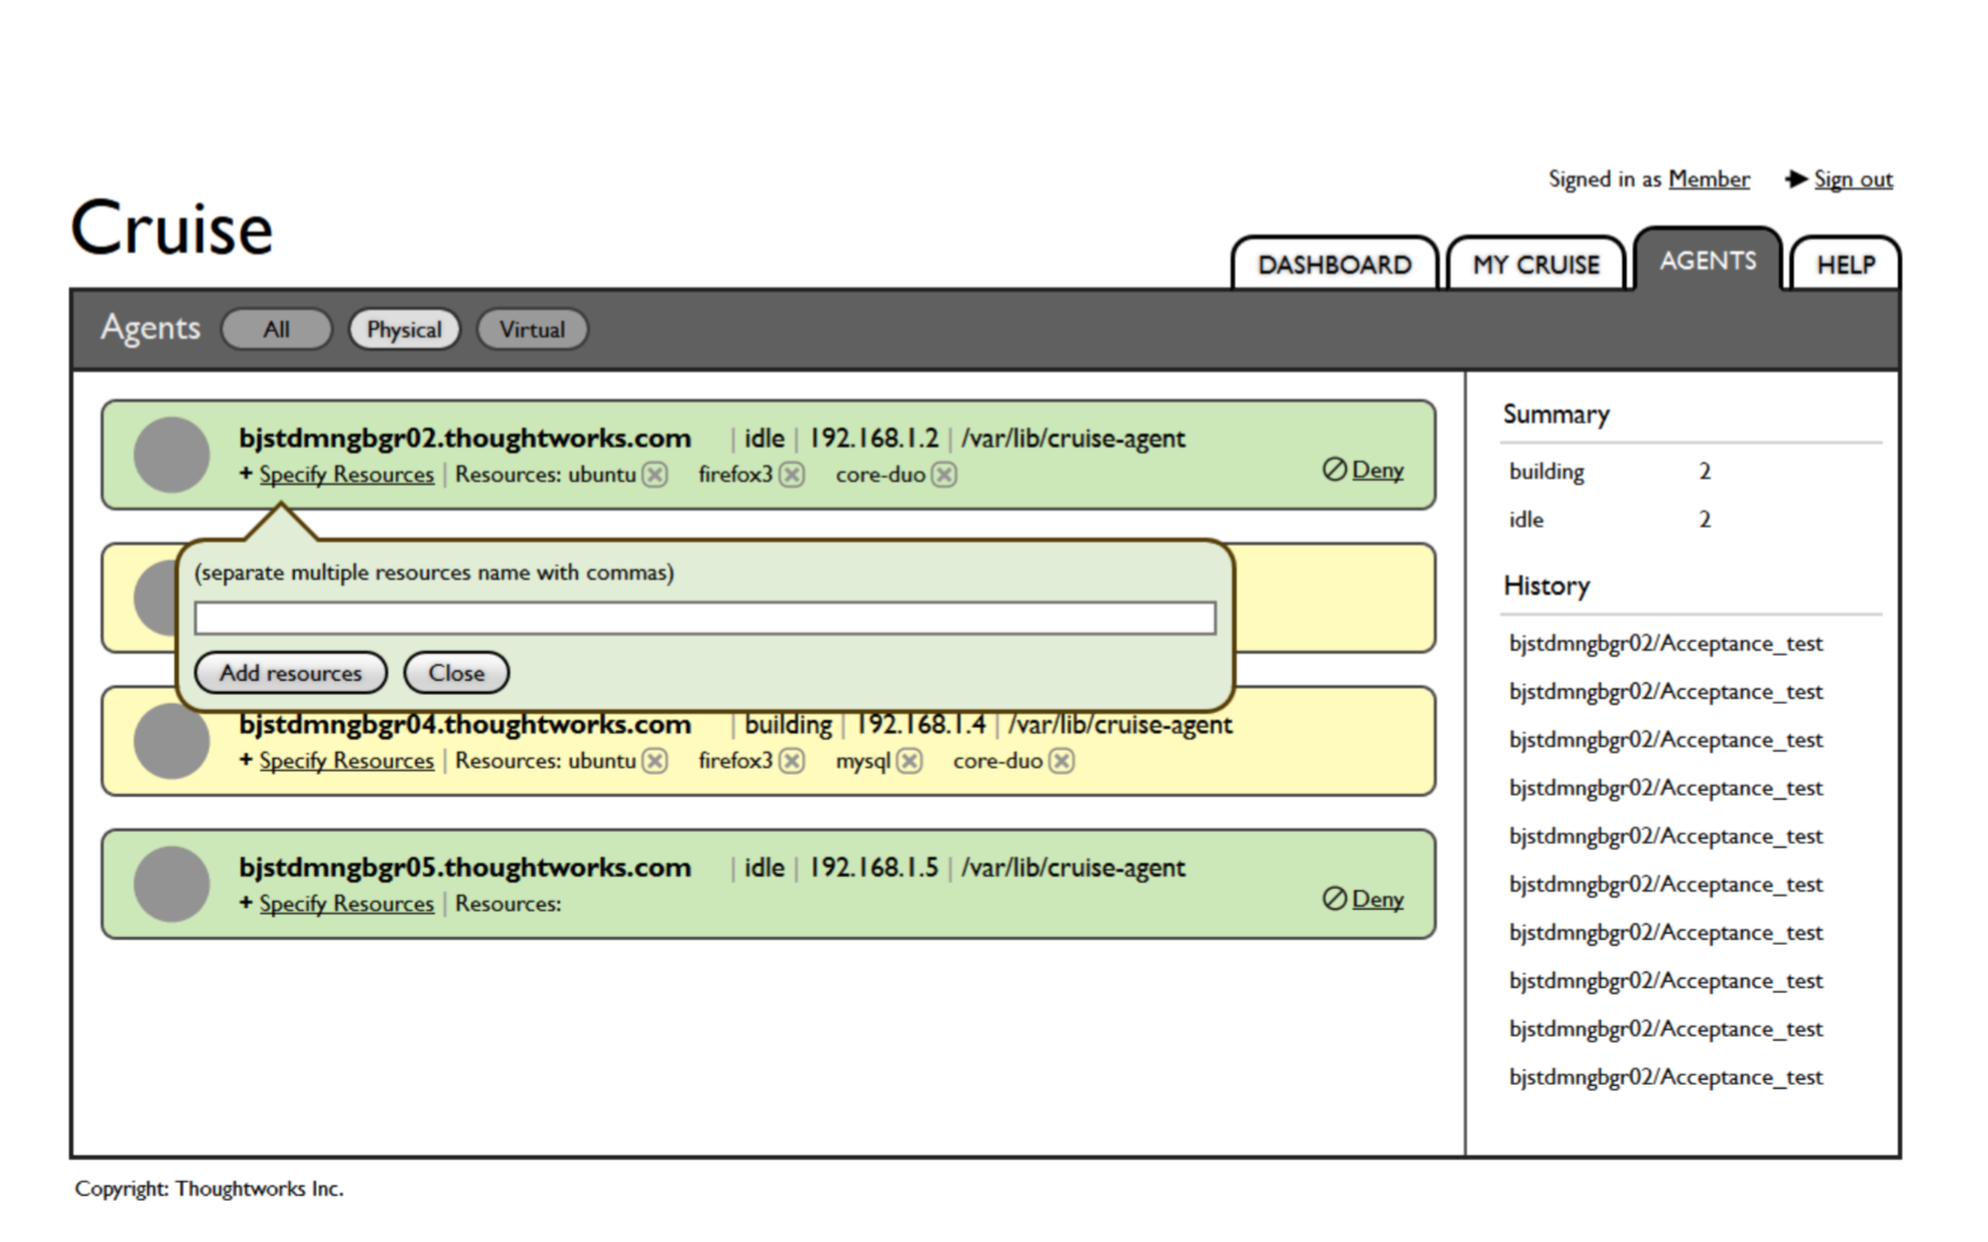 Signed in as Member Sign out
Cruise
DASHBOARD MY CRUISE AGENTS HELP
Agents All Physical Virtual
bjstdmngbgr02.thoughtworks.com | idle | 192.168.1.2 | /var/lib/cruise-agent
+ Specify Resources | Resources: ubuntu firefox3 core-duo
Deny
(separate multiple resources name with commas)
Add resources Close
bjstdmngbgr04.thoughtworks.com | building | 192.168.1.4 | /var/lib/cruise-agent
+ Specify Resources | Resources: ubuntu firefox3 mysql core-duo
bjstdmngbgr05.thoughtworks.com | idle | 192.168.1.5 | /var/lib/cruise-agent
+ Specify Resources | Resources:
Deny
Summary
building 2
idle 2
History
bjstdmngbgr02/Acceptance_test
bjstdmngbgr02/Acceptance_test
bjstdmngbgr02/Acceptance_test
bjstdmngbgr02/Acceptance_test
bjstdmngbgr02/Acceptance_test
bjstdmngbgr02/Acceptance_test
bjstdmngbgr02/Acceptance_test
bjstdmngbgr02/Acceptance_test
bjstdmngbgr02/Acceptance_test
bjstdmngbgr02/Acceptance_test
Copyright: Thoughtworks Inc.